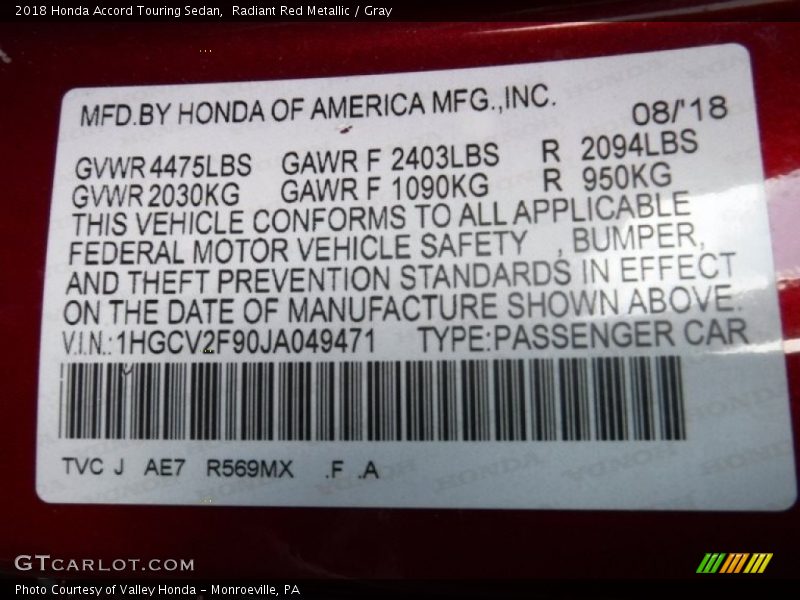 2018 Honda Accord Touring Sedan,  Radiant Red Metallic / Gray
MFD.BY HONDA OF AMERICA MFG.,INC.
08/'18
GVWR 4475LBS GAWR F 2403LBS R 2094LBS
GVWR 2030KG GAWR F 1090KG R 950KG
THIS VEHICLE CONFORMS TO ALL APPLICABLE
FEDERAL MOTOR VEHICLE SAFETY , BUMPER,
AND THEFT PREVENTION STANDARDS IN EFFECT
ON THE DATE OF MANUFACTURE SHOWN ABOVE.
V.I.N.: 1HGCV2F90JA049471 TYPE:PASSENGER CAR
TVC J AE7 R569MX .F .A
GTCARLOT.COM
Photo Courtesy of Valley Honda - Monroeville, PA